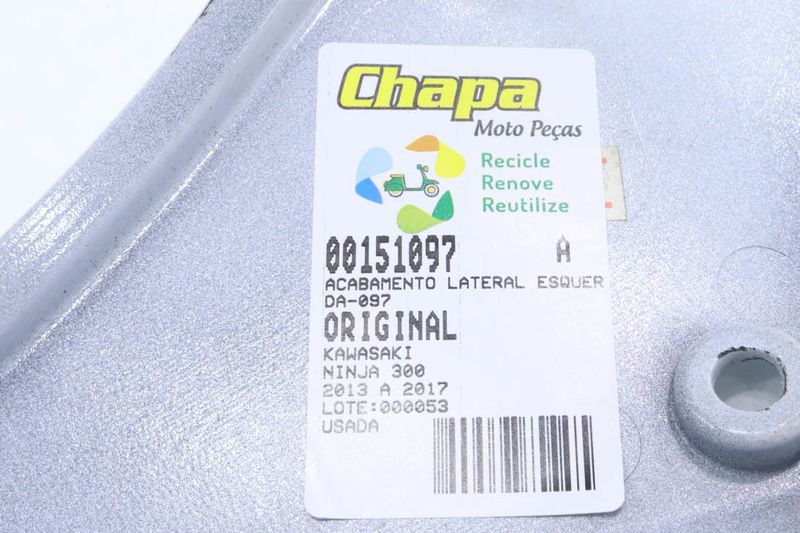 Chapa
Moto Peças
Recicle
Renove
Reutilize
00151097 A
ACABAMENTO LATERAL ESQUER
DA-097
ORIGINAL
KAWASAKI
NINJA 300
2013 A 2017
LOTE:000053
USADA